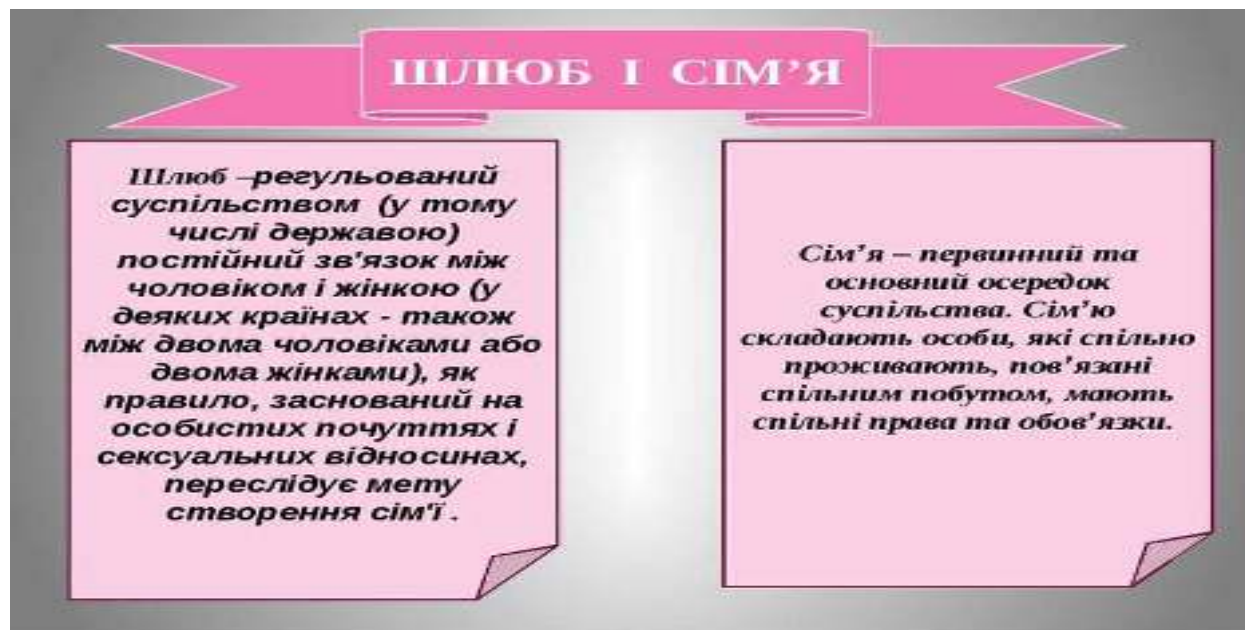 ШЛЮБ І СІМ’Я
Шлюб –регульований
суспільством (у тому
числі державою)
постійний зв'язок між
чоловіком і жінкою (у
деяких країнах - також
між двома чоловіками або
двома жінками), як
правило, заснований на
особистих почуттях і
сексуальних відносинах,
переслідує мету
створення сім'ї .
Сім’я – первинний та
основний осередок
суспільства. Сім’ю
складають особи, які спільно
проживають, пов’язані
спільним побутом, мають
спільні права та обов’язки.